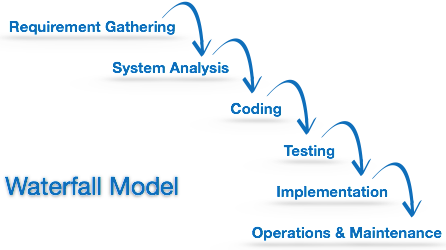 Requirement Gathering
System Analysis
Coding
Testing
Waterfall Model
Implementation
Operations & Maintenance